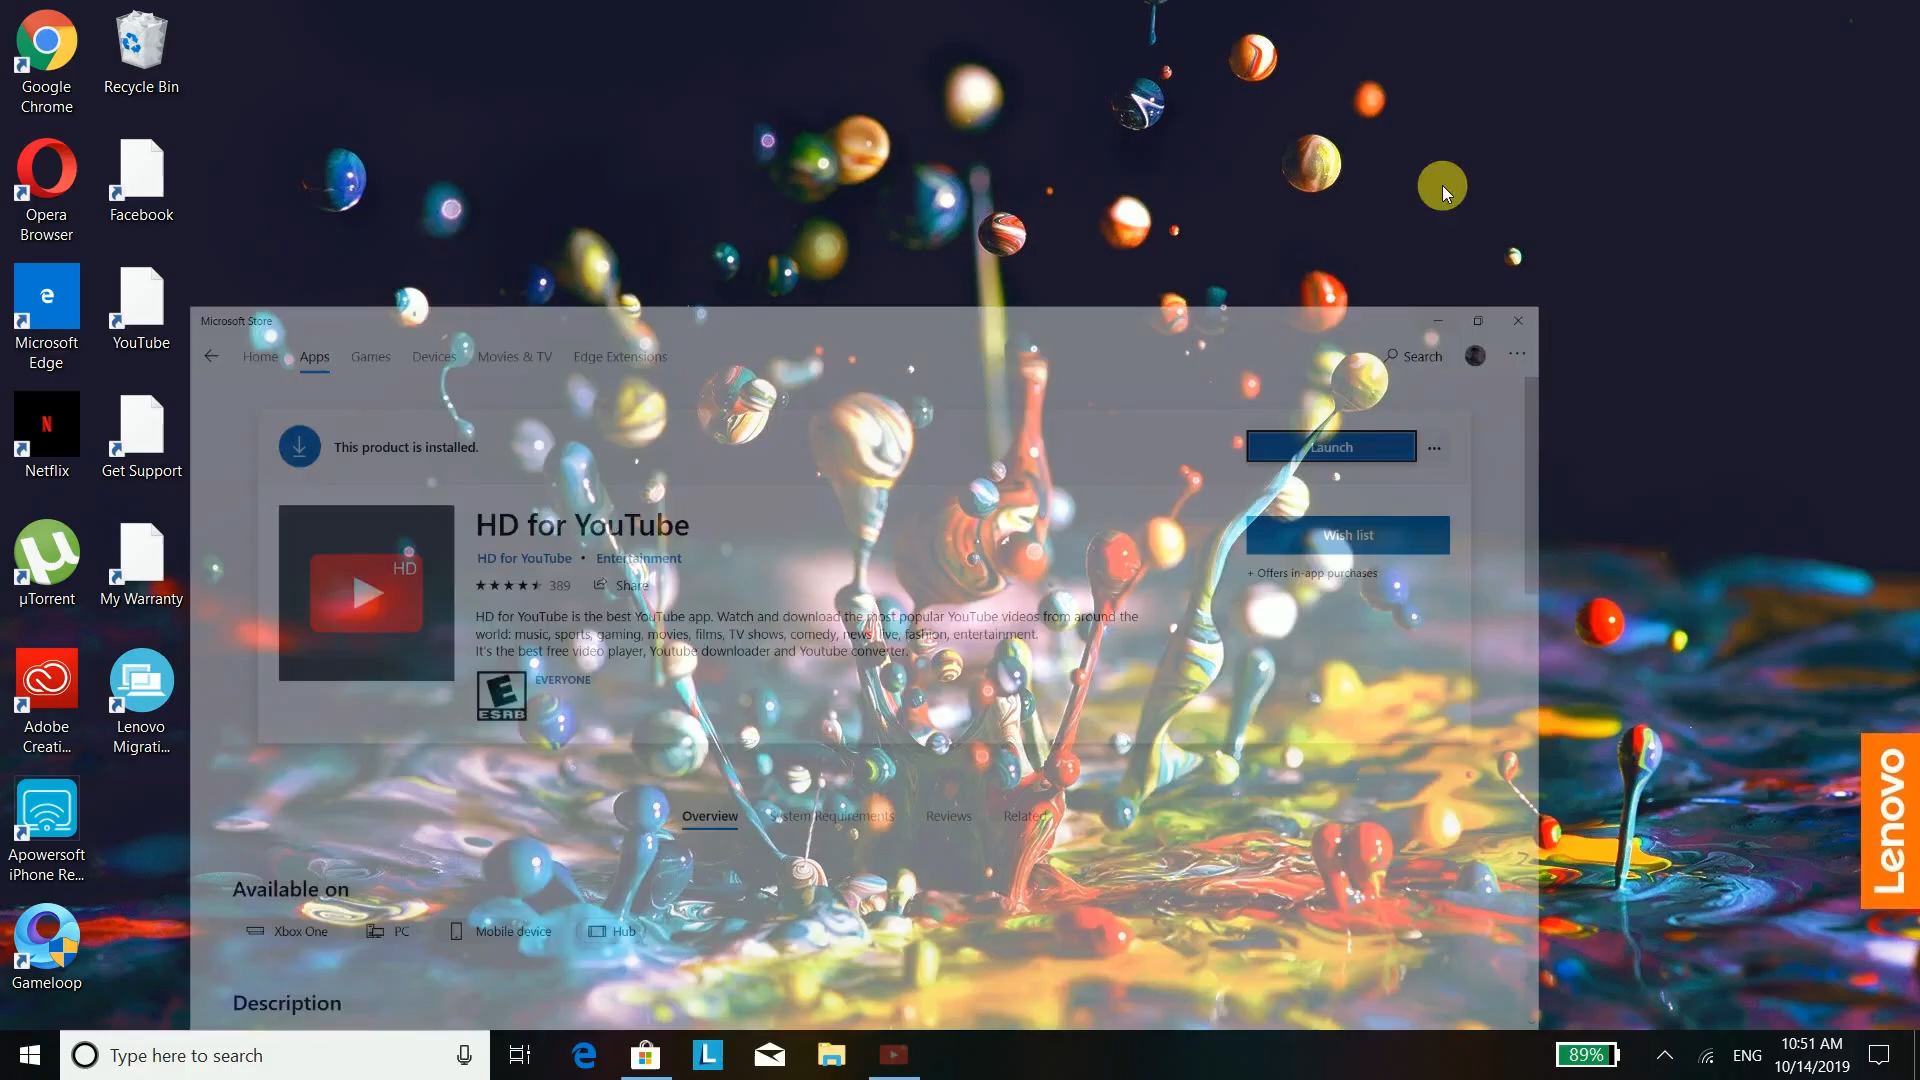 Google
Chrome
Recycle Bin
Opera
Browser
Facebook
Microsoft
Edge
YouTube
Netflix
Get Support
µTorrent
My Warranty
Adobe
Creati...
Lenovo
Migrati...
Apowersoft
iPhone Re...
Gameloop
Microsoft Store
Home Apps Games Devices Movies & TV Edge Extensions Search
This product is installed.
Launch
HD
HD for YouTube
HD for YouTube • Entertainment
389 Share
HD for YouTube is the best YouTube app. Watch and download the most popular YouTube videos from around the
world: music, sports, gaming, movies, films, TV shows, comedy, news, live, fashion, entertainment.
It's the best free video player, Youtube downloader and Youtube converter.
Wish list
+ Offers in-app purchases
E
ESRB
EVERYONE
Overview System Requirements Reviews Related
Available on
Xbox One PC Mobile device Hub
Description
Lenovo
Type here to search
L
89%
ENG
10:51 AM
10/14/2019